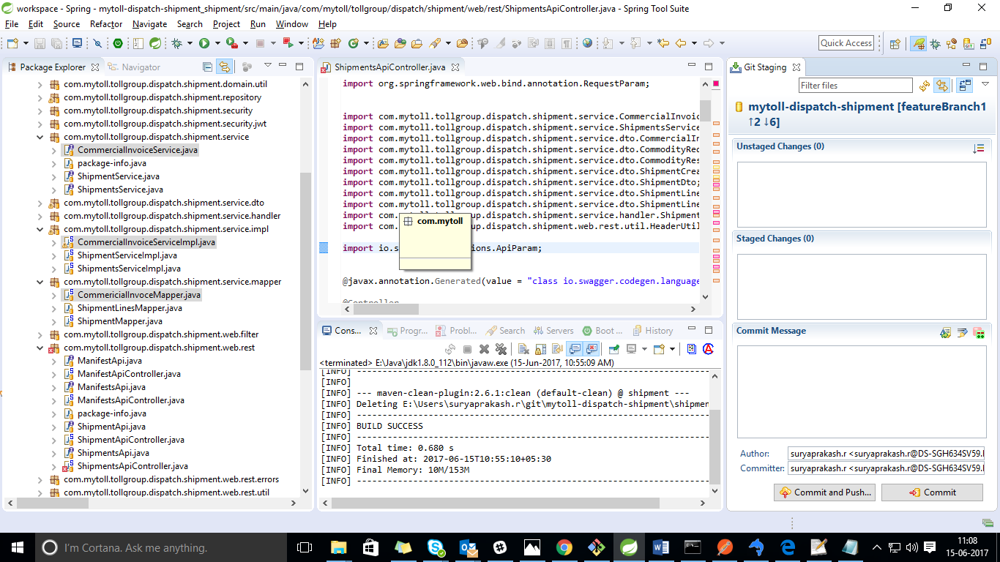 workspace - Spring - mytoll-dispatch-shipment_shipment/src/main/java/com/mytoll/tollgroup/dispatch/shipment/web/rest/ShipmentsApiController.java - Spring Tool Suite
File Edit Source Refactor Navigate Search Project Run Window Help
Quick Access
Package Explorer Navigator
com.mytoll.tollgroup.dispatch.shipment.domain.util
com.mytoll.tollgroup.dispatch.shipment.repository
com.mytoll.tollgroup.dispatch.shipment.security
com.mytoll.tollgroup.dispatch.shipment.security.jwt
com.mytoll.tollgroup.dispatch.shipment.service
CommercialInvoiceService.java
package-info.java
ShipmentService.java
ShipmentsService.java
com.mytoll.tollgroup.dispatch.shipment.service.dto
com.mytoll.tollgroup.dispatch.shipment.service.handler
com.mytoll.tollgroup.dispatch.shipment.service.impl
CommercialInvoiceServiceImpl.java
ShipmentServiceImpl.java
ShipmentsServiceImpl.java
com.mytoll.tollgroup.dispatch.shipment.service.mapper
CommericialInvoceMapper.java
ShipmentLinesMapper.java
ShipmentMapper.java
com.mytoll.tollgroup.dispatch.shipment.web.filter
com.mytoll.tollgroup.dispatch.shipment.web.rest
ManifestApi.java
ManifestApiController.java
ManifestsApi.java
ManifestsApiController.java
package-info.java
ShipmentApi.java
ShipmentApiController.java
ShipmentsApi.java
ShipmentsApiController.java
com.mytoll.tollgroup.dispatch.shipment.web.rest.errors
com.mytoll.tollgroup.dispatch.shipment.web.rest.util
ShipmentsApiController.java
import org.springframework.web.bind.annotation.RequestParam;
import com.mytoll.tollgroup.dispatch.shipment.service.CommercialInvoic
import com.mytoll.tollgroup.dispatch.shipment.service.ShipmentsService
import com.mytoll.tollgroup.dispatch.shipment.service.dto.CommercialIn
import com.mytoll.tollgroup.dispatch.shipment.service.dto.CommodityReq
import com.mytoll.tollgroup.dispatch.shipment.service.dto.CommodityRes
import com.mytoll.tollgroup.dispatch.shipment.service.dto.ShipmentCrea
import com.mytoll.tollgroup.dispatch.shipment.service.dto.ShipmentDto;
import com.mytoll.tollgroup.dispatch.shipment.service.dto.ShipmentLine
import com.mytoll.tollgroup.dispatch.shipment.service.dto.ShipmentLine
import com.mytoll.tollgroup.dispatch.shipment.service.handler.Shipment
import com. patch.shipment.web.rest.util.HeaderUtil
com.mytoll
import io.s ions.ApiParam;
@javax.annotation.Generated(value = "class io.swagger.codegen.language
@Controller
Cons... Progr... Probl... Search Servers Boot ... History
<terminated> E:\Java\jdk1.8.0_112\bin\javaw.exe (15-Jun-2017, 10:55:09 AM)
[INFO] ------------------------------------------------------------------------
[INFO]
[INFO] --- maven-clean-plugin:2.6.1:clean (default-clean) @ shipment ---
[INFO] Deleting E:\Users\suryaprakash.r\git\mytoll-dispatch-shipment\shipmen
[INFO] ------------------------------------------------------------------------
[INFO] BUILD SUCCESS
[INFO] ------------------------------------------------------------------------
[INFO] Total time: 0.680 s
[INFO] Finished at: 2017-06-15T10:55:10+05:30
[INFO] Final Memory: 10M/153M
[INFO] ------------------------------------------------------------------------
Git Staging
Filter files
mytoll-dispatch-shipment [featureBranch1
↑2 ↓6]
Unstaged Changes (0)
Staged Changes (0)
Commit Message
Author: suryaprakash.r <suryaprakash.r@DS-SGH634SV59.
Committer: suryaprakash.r <suryaprakash.r@DS-SGH634SV59.
Commit and Push... Commit
I'm Cortana. Ask me anything.
11:08
15-06-2017